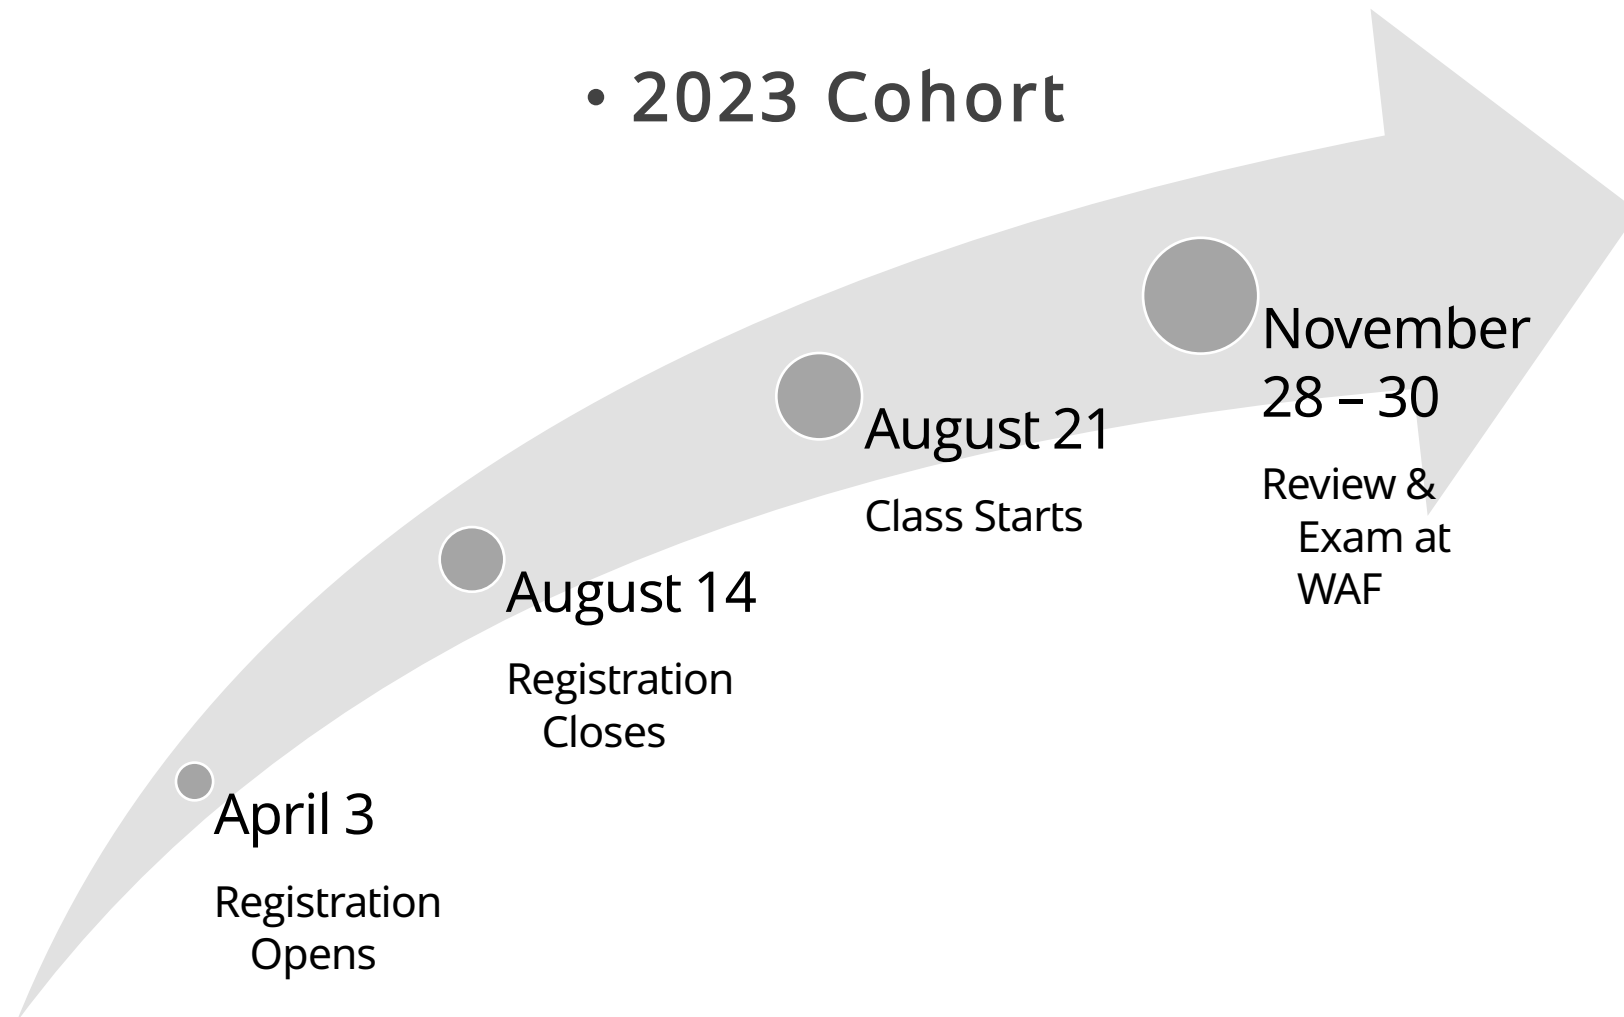 • 2023 Cohort
April 3
Registration
Opens
August 14
Registration
Closes
August 21
Class Starts
November
28 – 30
Review &
Exam at
WAF